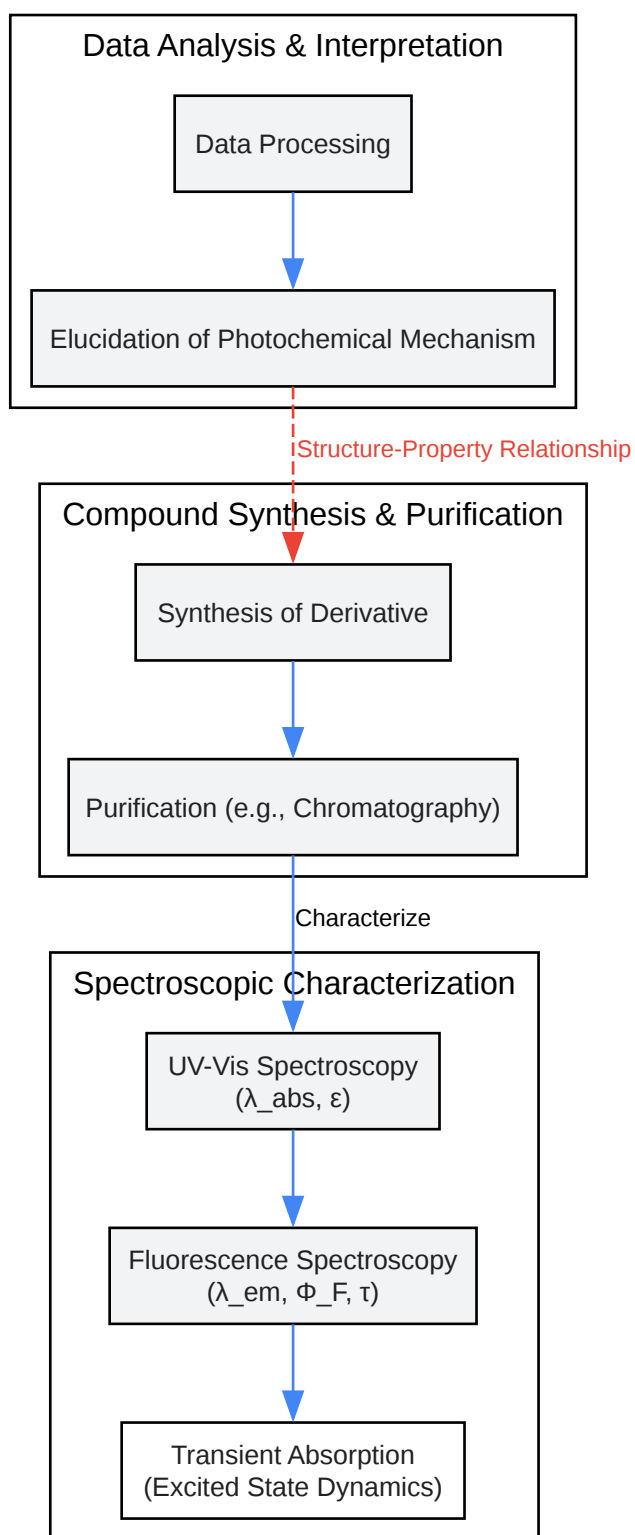 Data Analysis & Interpretation
Data Processing
Elucidation of Photochemical Mechanism
Structure-Property Relationship
Compound Synthesis & Purification
Synthesis of Derivative
Purification (e.g., Chromatography)
Characterize
Spectroscopic Characterization
UV-Vis Spectroscopy
(λ_abs, ε)
Fluorescence Spectroscopy
(λ_em, Φ_F, τ)
Transient Absorption
(Excited State Dynamics)